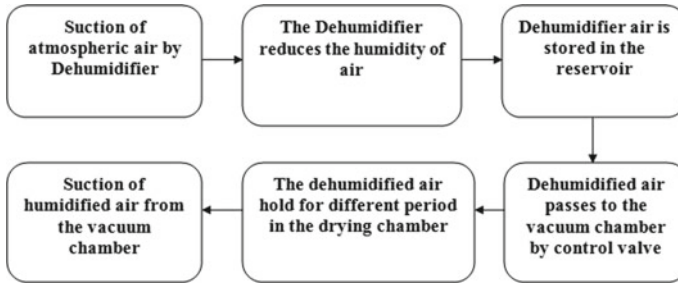 Suction of
atmospheric air by
Dehumidifier
The Dehumidifier
reduces the humidity of
air
Dehumidifier air is
stored in the
reservoir
Dehumidified air
passes to the
vacuum chamber
by control valve
The dehumidified air
hold for different period
in the drying chamber
Suction of
humidified air from
the vacuum
chamber